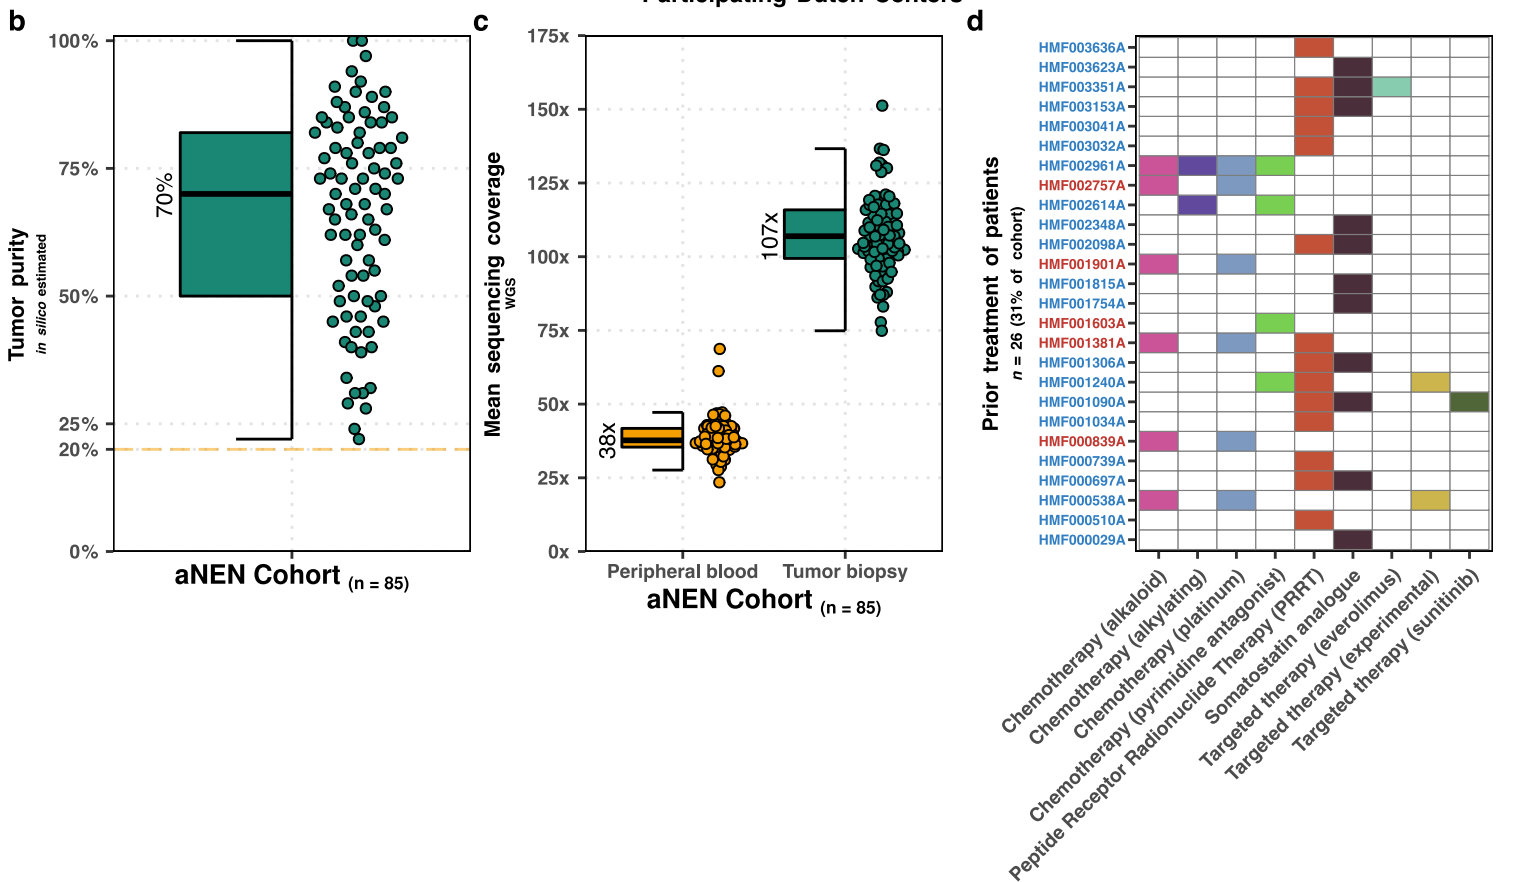 b
Tumor purity
in silico estimated
100%
75%
50%
25%
20%
0%
70%
aNEN Cohort (n = 85)
c
Mean sequencing coverage
WGS
175x
150x
125x
100x
75x
50x
25x
0x
38x
107x
Peripheral blood
Tumor biopsy
aNEN Cohort (n = 85)
d
Prior treatment of patients
n = 26 (31% of cohort)
HMF003636A
HMF003623A
HMF003351A
HMF003153A
HMF003041A
HMF003032A
HMF002961A
HMF002757A
HMF002614A
HMF002348A
HMF002098A
HMF001901A
HMF001815A
HMF001754A
HMF001603A
HMF001381A
HMF001306A
HMF001240A
HMF001090A
HMF001034A
HMF000839A
HMF000739A
HMF000697A
HMF000538A
HMF000510A
HMF000029A
Chemotherapy (alkaloid)
Chemotherapy (alkylating)
Chemotherapy (platinum)
Chemotherapy (pyrimidine antagonist)
Peptide Receptor Radionuclide Therapy (PRRT)
Somatostatin analogue
Targeted therapy (everolimus)
Targeted therapy (experimental)
Targeted therapy (sunitinib)